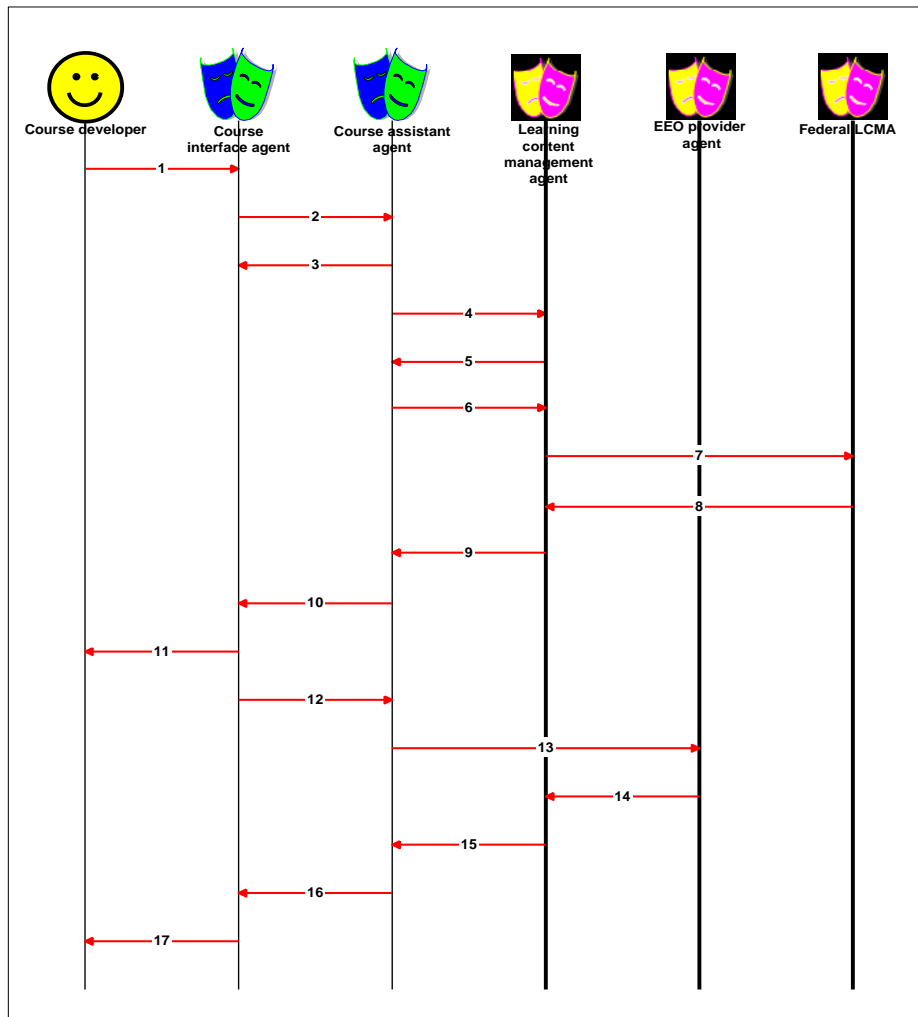 Course developer
Course
interface agent
Course assistant
agent
Learning
content
management
agent
EEO provider
agent
Federal LCMA
1
2
3
4
5
6
7
8
9
10
11
12
13
14
15
16
17